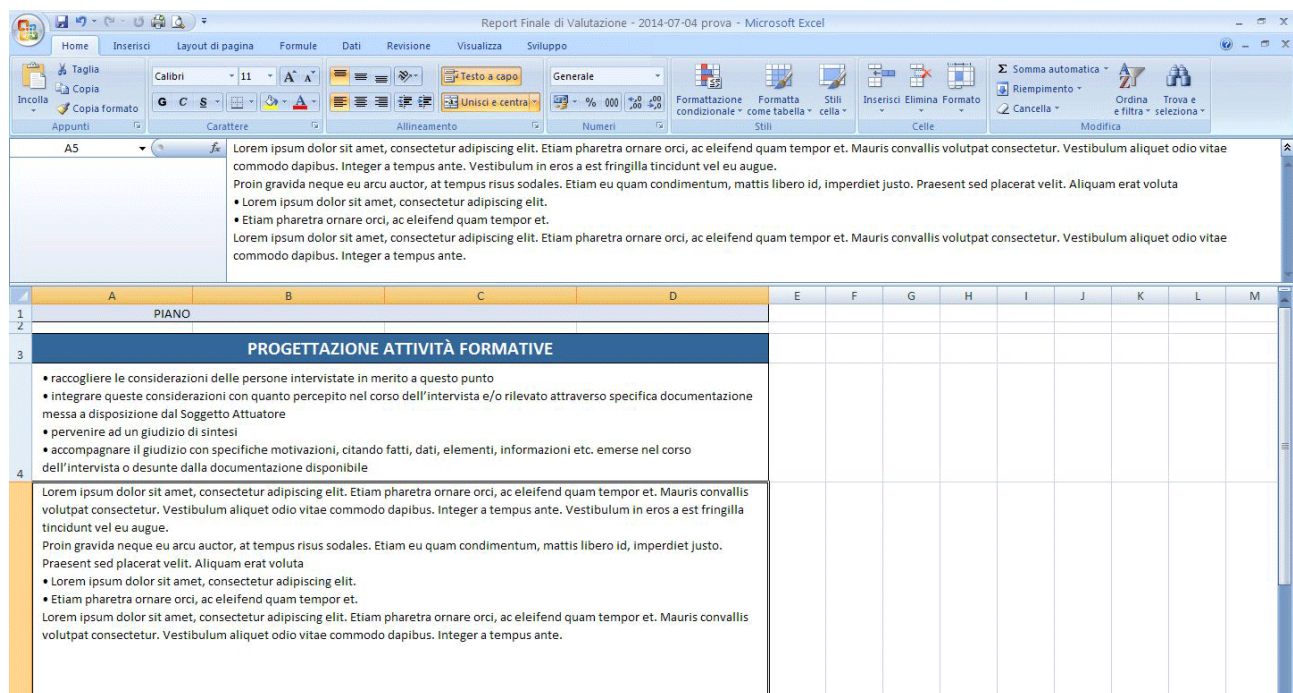 Report Finale di Valutazione - 2014-07-04 prova - Microsoft Excel
Home Inserisci Layout di pagina Formule Dati Revisione Visualizza Sviluppo
Incolla
Taglia
Copia
Copia formato
Appunti
Calibri 11
G C S
Carattere
Testo a capo
Unisci e centra
Allineamento
Generale
% 000
Numeri
Formattazione condizionale
Formatta come tabella
Stili cella
Stili
Inserisci Elimina Formato
Celle
Σ Somma automatica
Riempimento
Cancella
Ordina e filtra
Trova e seleziona
Modifica
A5
fx
Lorem ipsum dolor sit amet, consectetur adipiscing elit. Etiam pharetra ornare orci, ac eleifend quam tempor et. Mauris convallis volutpat consectetur. Vestibulum aliquet odio vitae
commodo dapibus. Integer a tempus ante. Vestibulum in eros a est fringilla tincidunt vel eu augue.
Proin gravida neque eu arcu auctor, at tempus risus sodales. Etiam eu quam condimentum, mattis libero id, imperdiet justo. Praesent sed placerat velit. Aliquam erat voluta
• Lorem ipsum dolor sit amet, consectetur adipiscing elit.
• Etiam pharetra ornare orci, ac eleifend quam tempor et.
Lorem ipsum dolor sit amet, consectetur adipiscing elit. Etiam pharetra ornare orci, ac eleifend quam tempor et. Mauris convallis volutpat consectetur. Vestibulum aliquet odio vitae
commodo dapibus. Integer a tempus ante.
A B C D E F G H I J K L M
1 PIANO
2
3 PROGETTAZIONE ATTIVITÀ FORMATIVE
• raccogliere le considerazioni delle persone intervistate in merito a questo punto
• integrare queste considerazioni con quanto percepito nel corso dell'intervista e/o rilevato attraverso specifica documentazione
messa a disposizione dal Soggetto Attuatore
• pervenire ad un giudizio di sintesi
• accompagnare il giudizio con specifiche motivazioni, citando fatti, dati, elementi, informazioni etc. emerse nel corso
4 dell'intervista o desunte dalla documentazione disponibile
Lorem ipsum dolor sit amet, consectetur adipiscing elit. Etiam pharetra ornare orci, ac eleifend quam tempor et. Mauris convallis
volutpat consectetur. Vestibulum aliquet odio vitae commodo dapibus. Integer a tempus ante. Vestibulum in eros a est fringilla
tincidunt vel eu augue.
Proin gravida neque eu arcu auctor, at tempus risus sodales. Etiam eu quam condimentum, mattis libero id, imperdiet justo.
Praesent sed placerat velit. Aliquam erat voluta
• Lorem ipsum dolor sit amet, consectetur adipiscing elit.
• Etiam pharetra ornare orci, ac eleifend quam tempor et.
Lorem ipsum dolor sit amet, consectetur adipiscing elit. Etiam pharetra ornare orci, ac eleifend quam tempor et. Mauris convallis
volutpat consectetur. Vestibulum aliquet odio vitae commodo dapibus. Integer a tempus ante.